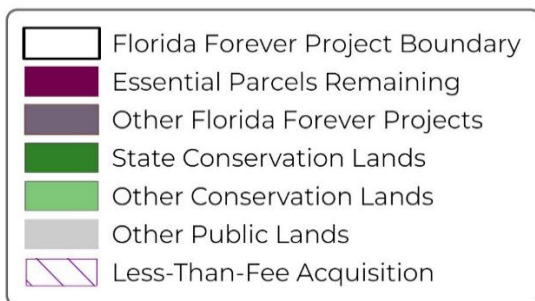 Florida Forever Project Boundary
Essential Parcels Remaining
Other Florida Forever Projects
State Conservation Lands
Other Conservation Lands
Other Public Lands
Less-Than-Fee Acquisition